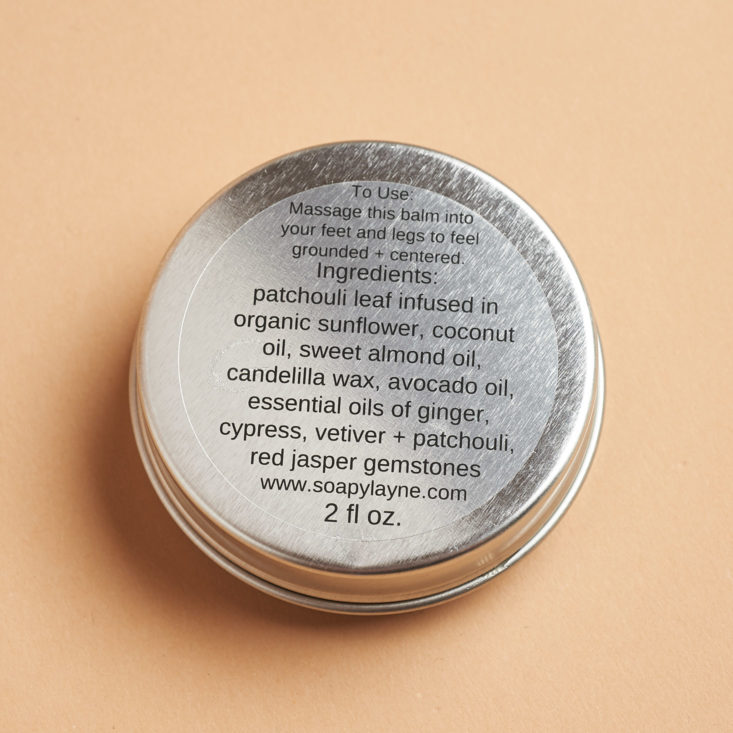 To Use:
Massage this balm into
your feet and legs to feel
grounded + centered.
Ingredients:
patchouli leaf infused in
organic sunflower, coconut
oil, sweet almond oil,
candelilla wax, avocado oil,
essential oils of ginger,
cypress, vetiver + patchouli,
red jasper gemstones
www.soapylayne.com
2 fl oz.